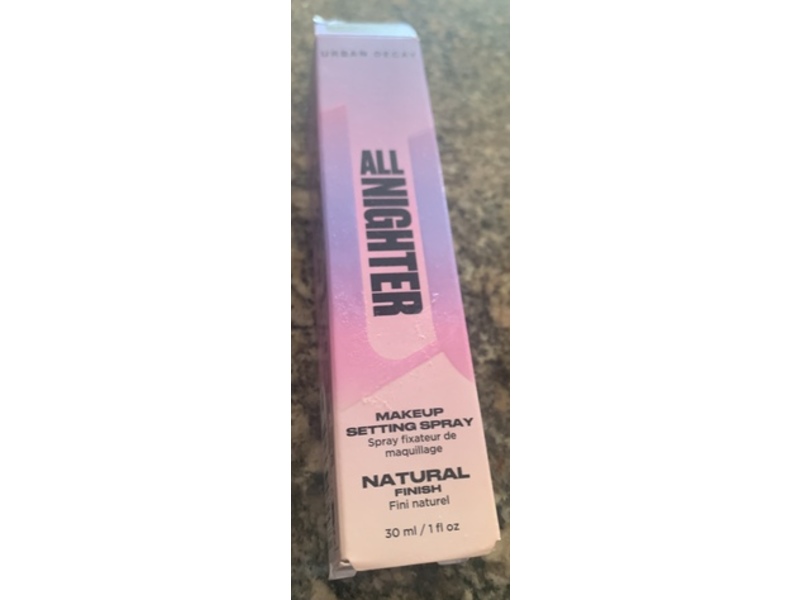 URBAN DECAY
ALL
NIGHTER
MAKEUP
SETTING SPRAY
Spray fixateur de
maquillage
NATURAL
FINISH
Fini naturel
30 ml / 1 fl oz